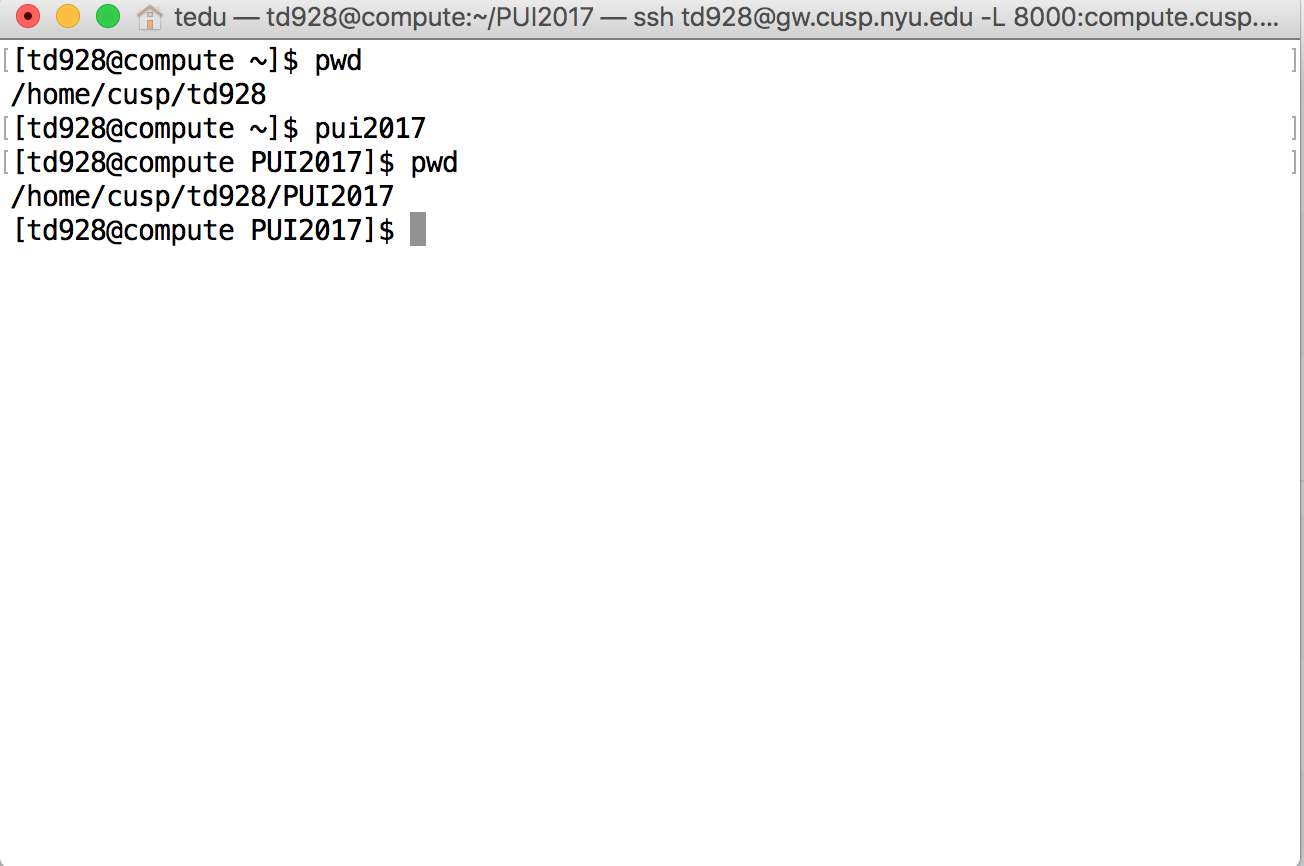 tedu — td928@compute:~/PUI2017 — ssh td928@gw.cusp.nyu.edu -L 8000:compute.cusp....
[td928@compute ~]$ pwd
/home/cusp/td928
[td928@compute ~]$ pui2017
[td928@compute PUI2017]$ pwd
/home/cusp/td928/PUI2017
[td928@compute PUI2017]$